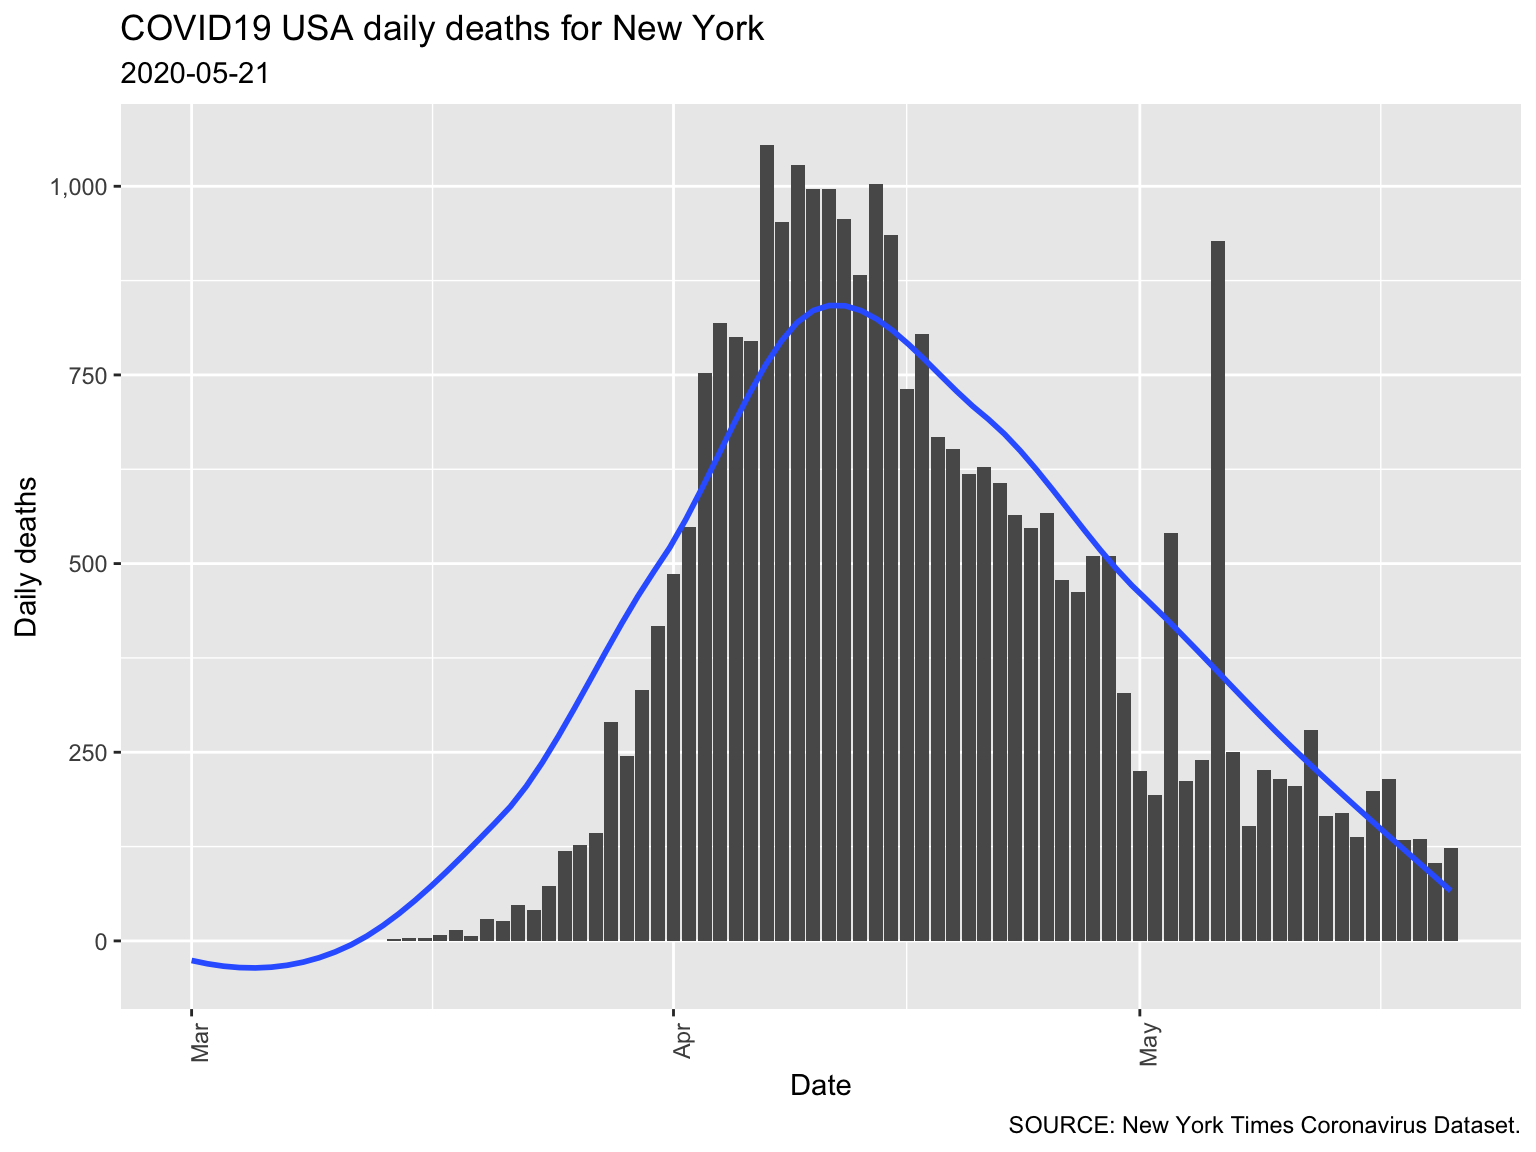 COVID19 USA daily deaths for New York
2020-05-21
Daily deaths
1,000
750
500
250
0
Mar
Apr
May
Date
SOURCE: New York Times Coronavirus Dataset.